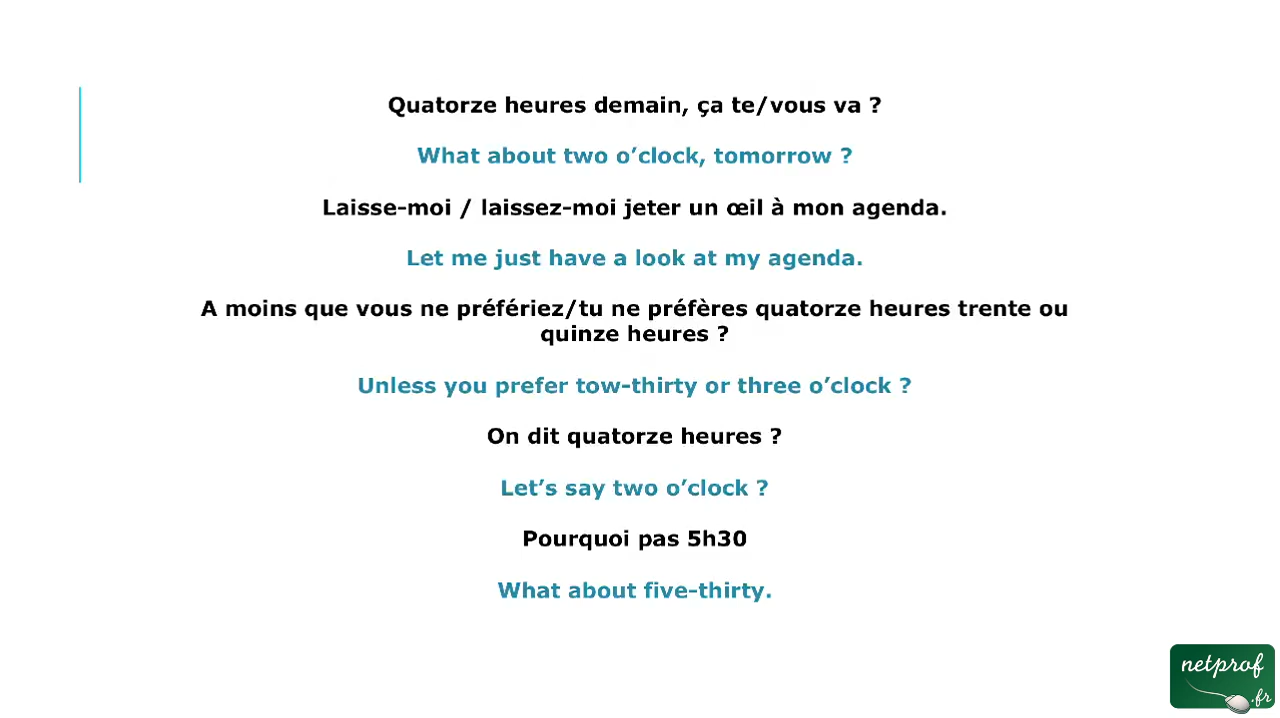 Quatorze heures demain, ça te/vous va ?
What about two o’clock, tomorrow ?
Laisse-moi / laissez-moi jeter un œil à mon agenda.
Let me just have a look at my agenda.
A moins que vous ne préfériez/tu ne préfères quatorze heures trente ou
quinze heures ?
Unless you prefer tow-thirty or three o’clock ?
On dit quatorze heures ?
Let’s say two o’clock ?
Pourquoi pas 5h30
What about five-thirty.
netprof
.fr